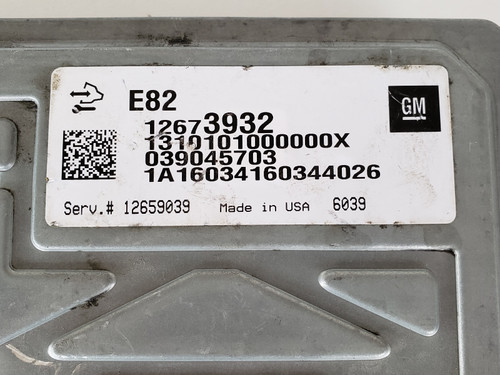 E82
GM
12673932
1310101000000X
039045703
1A16034160344026
Serv.# 12659039 Made in USA 6039